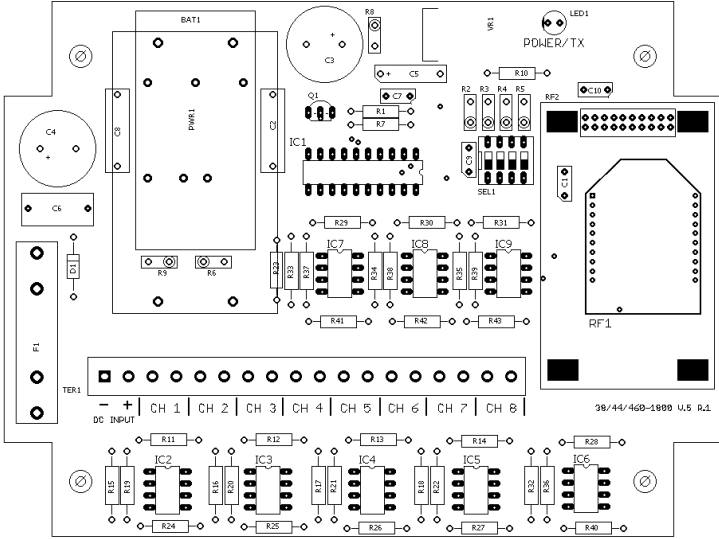 BAT1
R8
VR1
LED1
POWER/TX
C3
C5
R10
C10
C7
Q1
R2 R3 R4 R5
RF2
C4
C8
PWR1
C2
R1
R7
IC1
C9
SEL1
C1
C6
R29
R30
R31
IC7
IC8
IC9
D1
R9
R6
R23
R33
R37
R34
R38
R35
R39
R41
R42
R43
RF1
F1
TER1
- + CH 1 CH 2 CH 3 CH 4 CH 5 CH 6 CH 7 CH 8
DC INPUT
38/44/460-1800 V.5 R.1
R11
R12
R13
R14
R28
IC2
IC3
IC4
IC5
IC6
R15
R19
R16
R20
R17
R21
R18
R22
R32
R36
R24
R25
R26
R27
R40